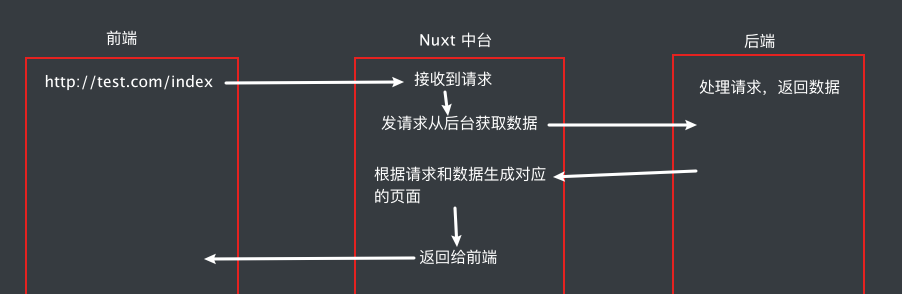 前端
Nuxt 中台
后端
http://test.com/index
接收到请求
处理请求，返回数据
发请求从后台获取数据
根据请求和数据生成对应
的页面
返回给前端